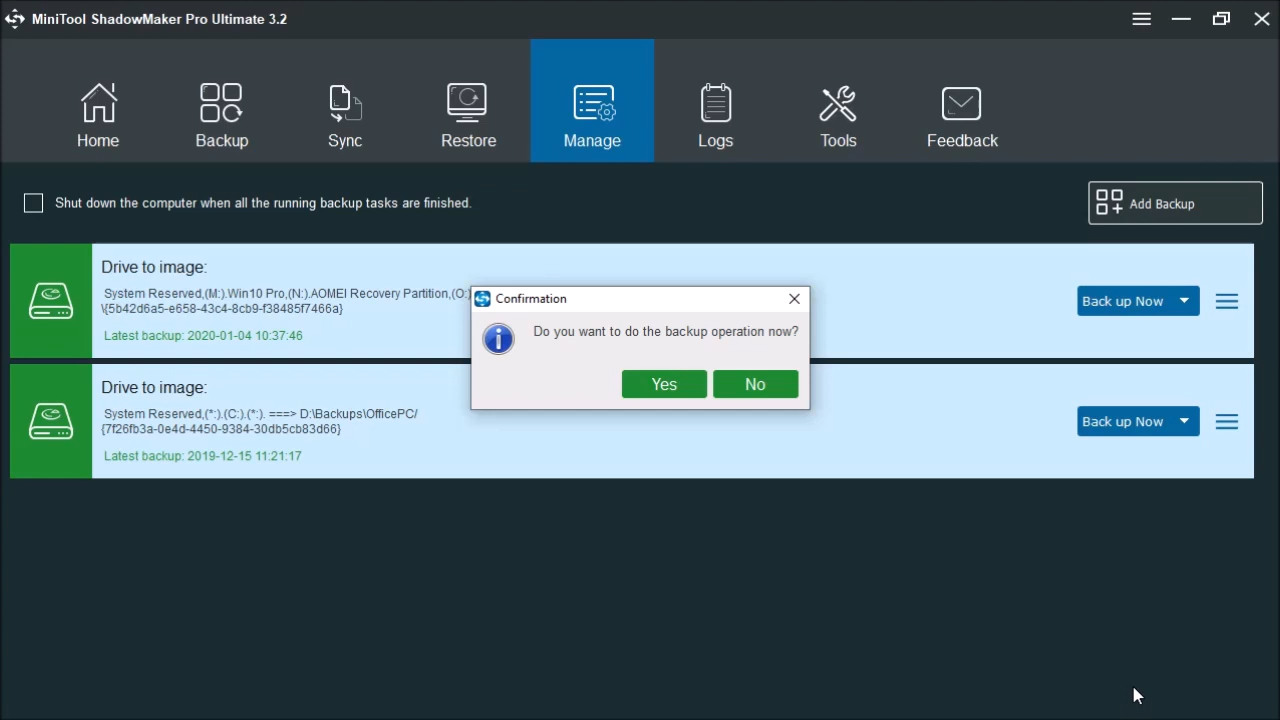 MiniTool ShadowMaker Pro Ultimate 3.2
Home
Backup
Sync
Restore
Manage
Logs
Tools
Feedback
Shut down the computer when all the running backup tasks are finished.
Add Backup
Drive to image:
System Reserved,(M:).Win10 Pro,(N:).AOMEI Recovery Partition,(O:)
\{5b42d6a5-e658-43c4-8cb9-f38485f7466a}
Latest backup: 2020-01-04 10:37:46
Back up Now
Confirmation
Do you want to do the backup operation now?
Yes
No
Drive to image:
System Reserved,(*:).(C:).(*:). ===> D:\Backups\OfficePC/
{7f26fb3a-0e4d-4450-9384-30db5cb83d66}
Latest backup: 2019-12-15 11:21:17
Back up Now